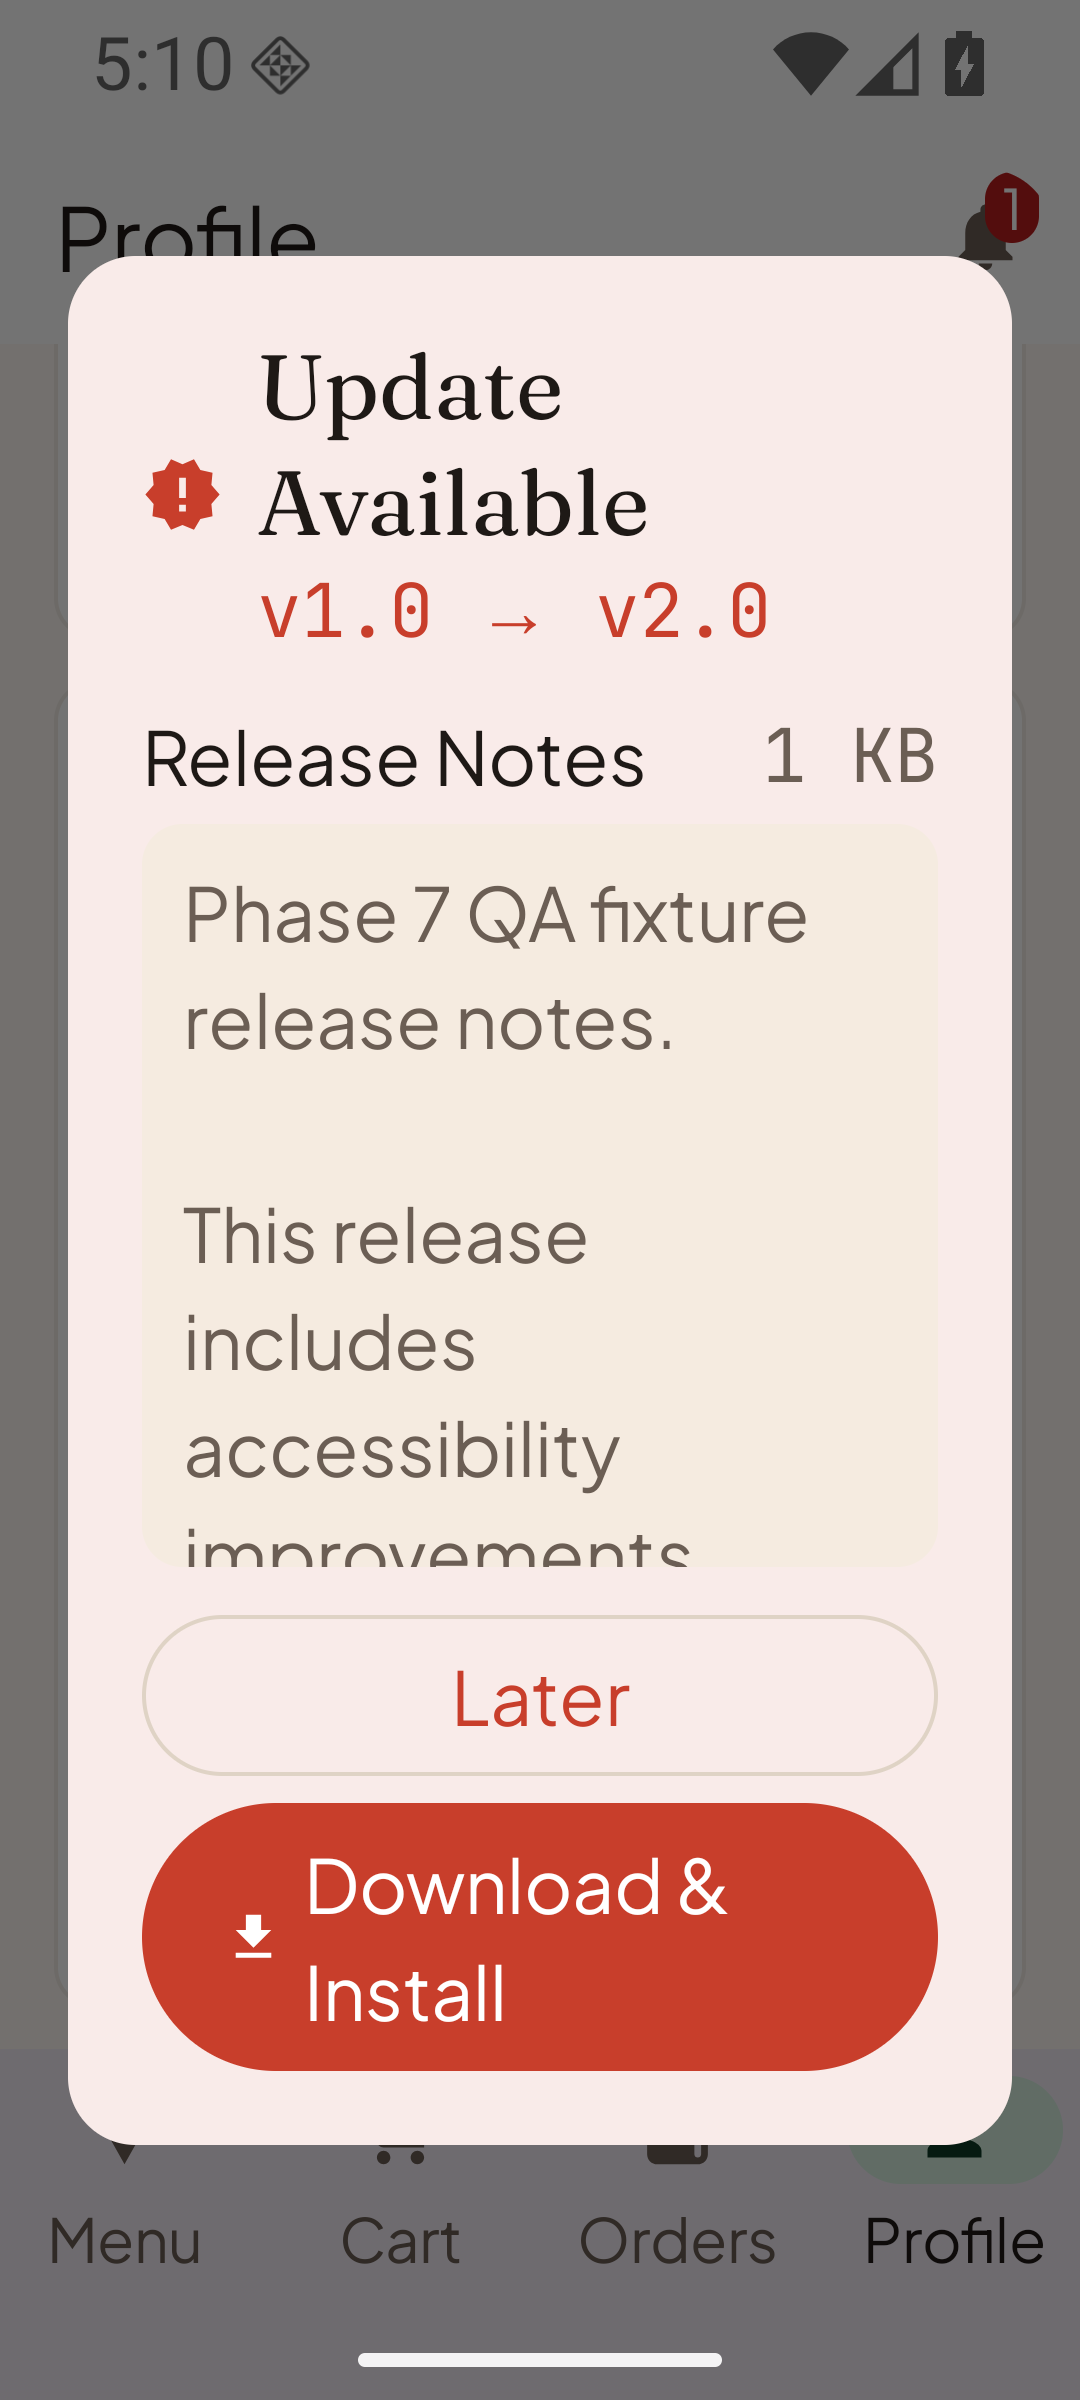 5:10
Profile
1
Update
Available
v1.0 → v2.0
Release Notes
1 KB
Phase 7 QA fixture
release notes.
This release
includes
accessibility
improvements
Later
Download &
Install
Menu
Cart
Orders
Profile